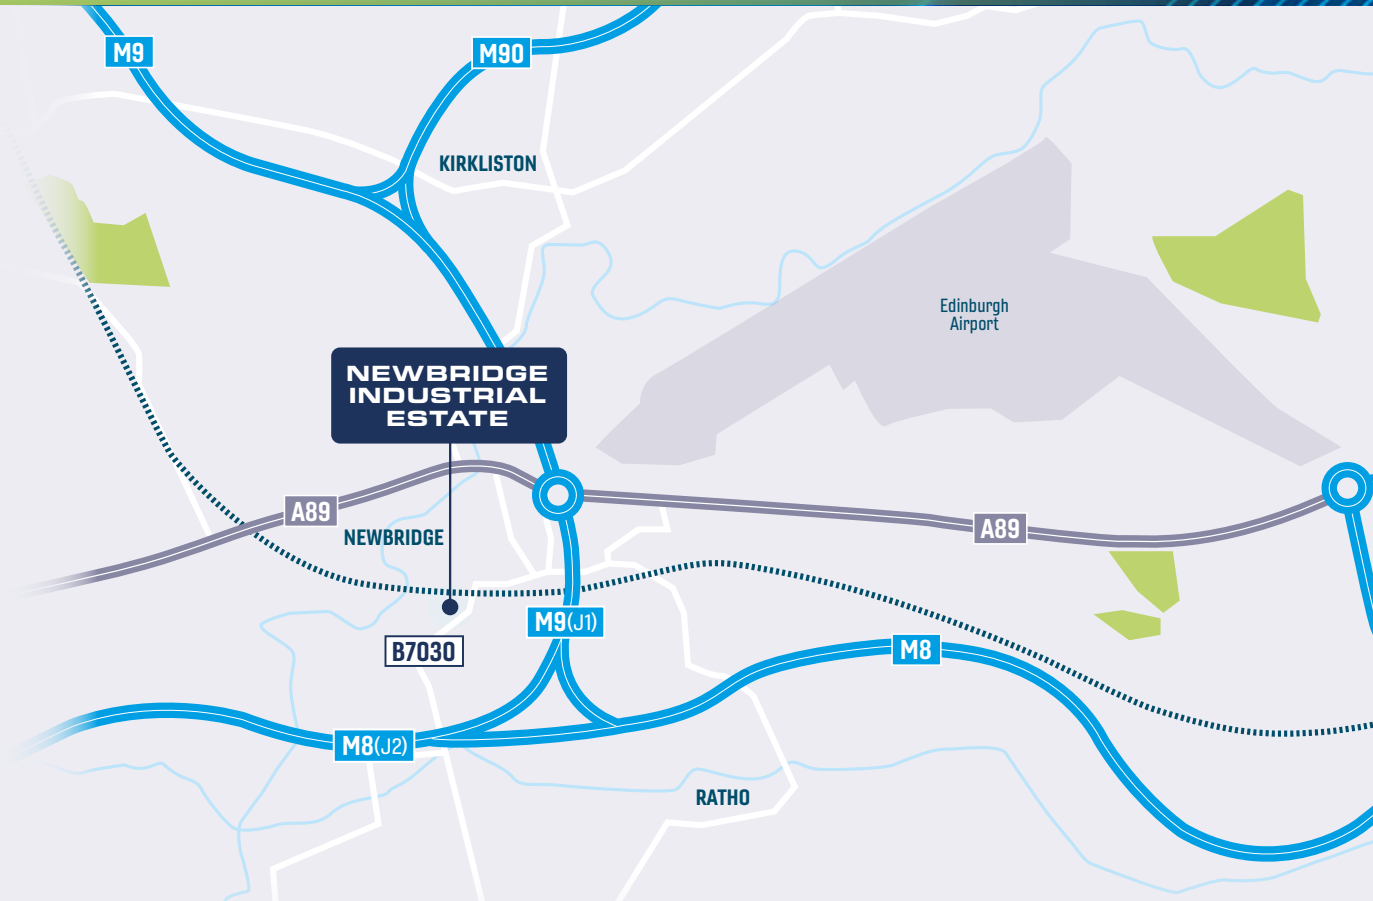 M9
M90
KIRKLISTON
Edinburgh
Airport
NEWBRIDGE
INDUSTRIAL
ESTATE
A89
A89
NEWBRIDGE
M9(J1)
B7030
M8
M8(J2)
RATHO